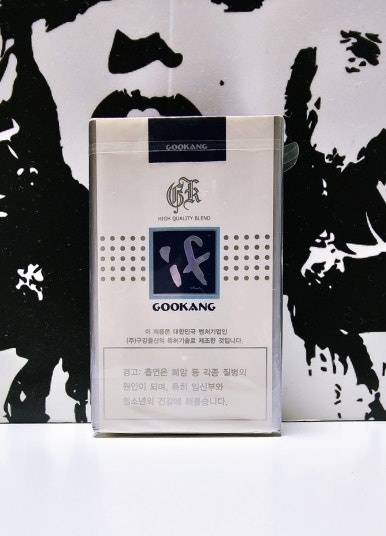 GOOKANG
GK
HIGH QUALITY BLEND
if
GOOKANG
이 제품은 대한민국 벤처기업인
(주)구강물산의 특허기술로 제조한 것입니다.
경고: 흡연은 폐암 등 각종 질병의
원인이 되며, 특히 임신부와
청소년의 건강에 해롭습니다.